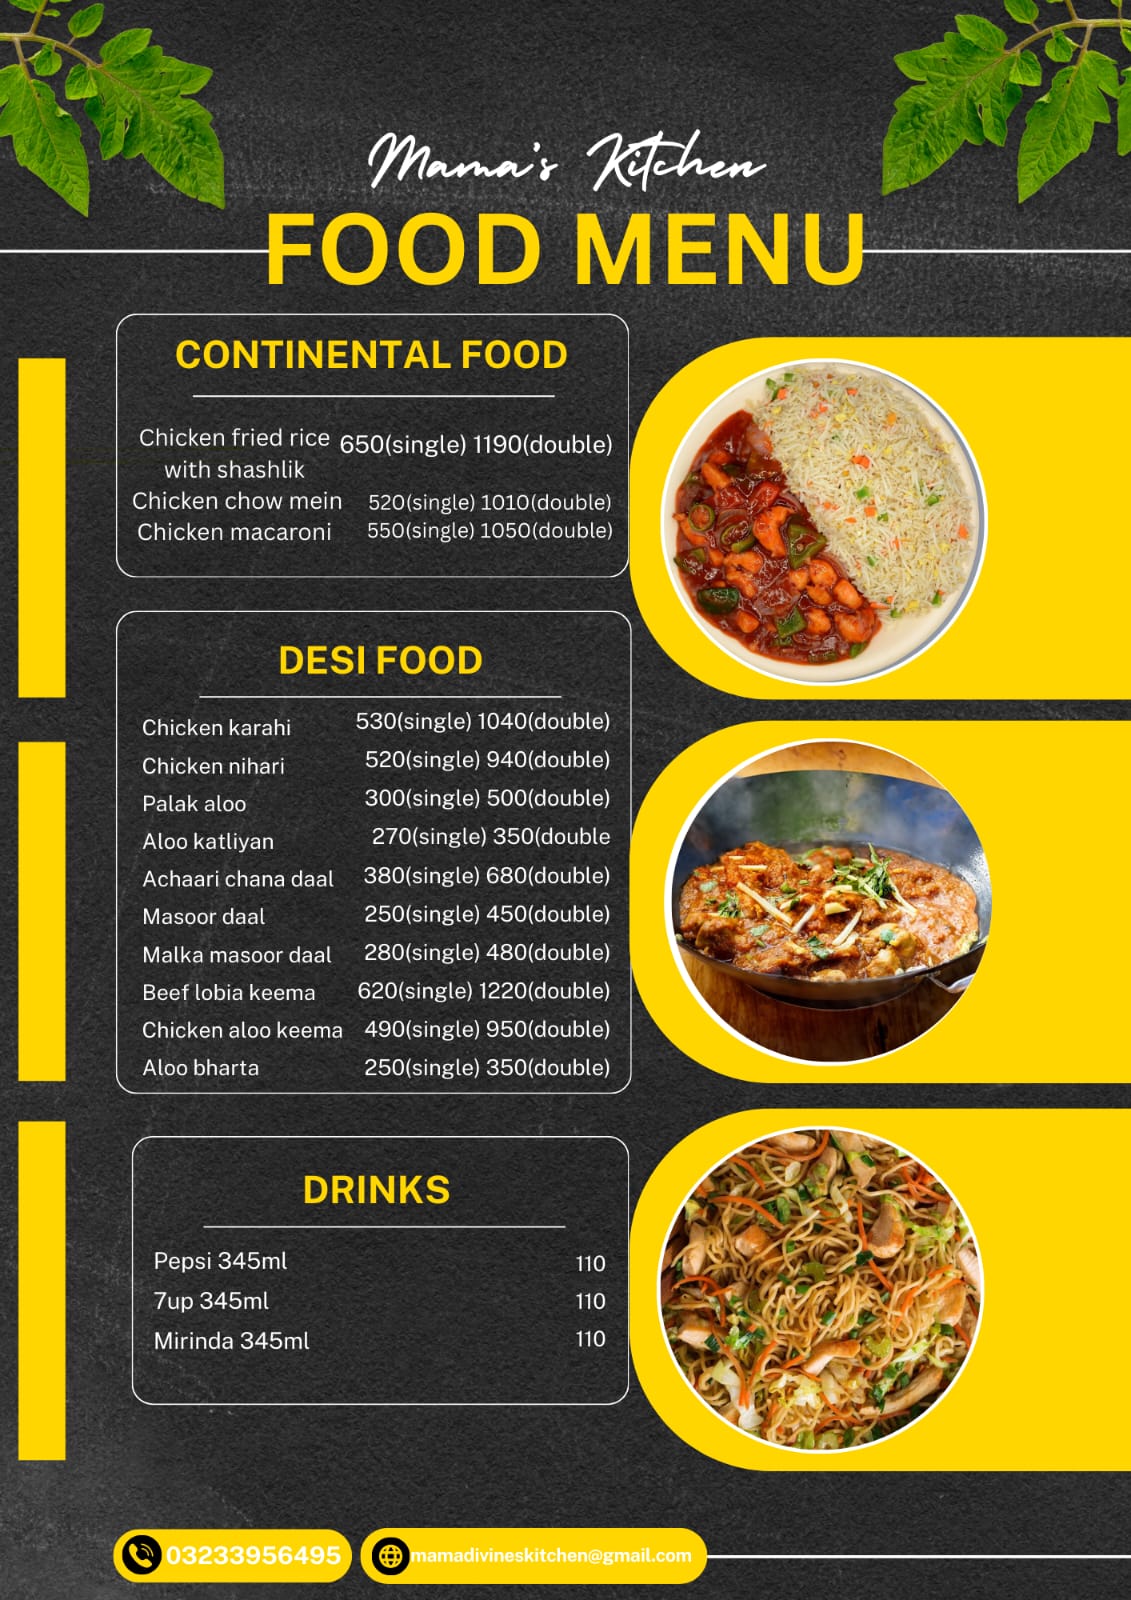 Mama's Kitchen
FOOD MENU
CONTINENTAL FOOD
Chicken fried rice 650(single) 1190(double)
with shashlik
Chicken chow mein 520(single) 1010(double)
Chicken macaroni 550(single) 1050(double)
DESI FOOD
Chicken karahi 530(single) 1040(double)
Chicken nihari 520(single) 940(double)
Palak aloo 300(single) 500(double)
Aloo katliyan 270(single) 350(double
Achaari chana daal 380(single) 680(double)
Masoor daal 250(single) 450(double)
Malka masoor daal 280(single) 480(double)
Beef lobia keema 620(single) 1220(double)
Chicken aloo keema 490(single) 950(double)
Aloo bharta 250(single) 350(double)
DRINKS
Pepsi 345ml 110
7up 345ml 110
Mirinda 345ml 110
03233956495 mamadivineskitchen@gmail.com